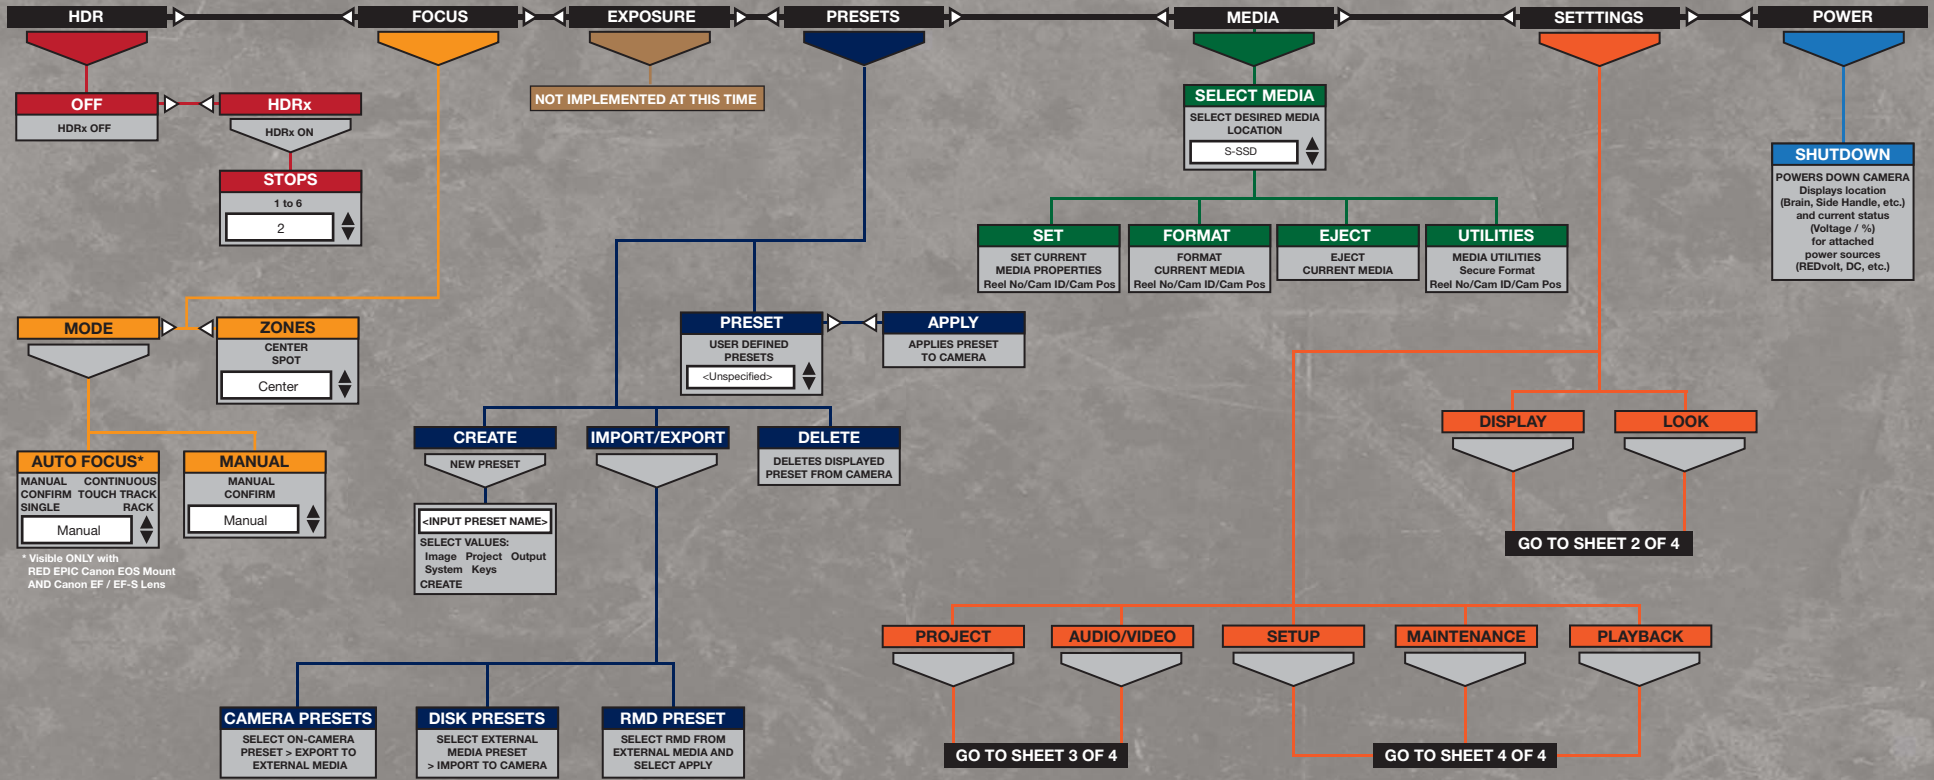 HDR
FOCUS
EXPOSURE
PRESETS
MEDIA
SETTTINGS
POWER
OFF
HDRx OFF
HDRx
HDRx ON
STOPS
1 to 6
2
NOT IMPLEMENTED AT THIS TIME
SELECT MEDIA
SELECT DESIRED MEDIA
LOCATION
S-SSD
SHUTDOWN
POWERS DOWN CAMERA
Displays location
(Brain, Side Handle, etc.)
and current status
(Voltage / %)
for attached
power sources
(REDvolt, DC, etc.)
SET
SET CURRENT
MEDIA PROPERTIES
Reel No/Cam ID/Cam Pos
FORMAT
FORMAT
CURRENT MEDIA
Reel No/Cam ID/Cam Pos
EJECT
EJECT
CURRENT MEDIA
UTILITIES
MEDIA UTILITIES
Secure Format
Reel No/Cam ID/Cam Pos
MODE
ZONES
CENTER
SPOT
Center
PRESET
USER DEFINED
PRESETS
<Unspecified>
APPLY
APPLIES PRESET
TO CAMERA
AUTO FOCUS*
MANUAL CONTINUOUS
CONFIRM TOUCH TRACK
SINGLE RACK
Manual
* Visible ONLY with
RED EPIC Canon EOS Mount
AND Canon EF / EF-S Lens
MANUAL
MANUAL
CONFIRM
Manual
CREATE
NEW PRESET
<INPUT PRESET NAME>
SELECT VALUES:
Image Project Output
System Keys
CREATE
IMPORT/EXPORT
DELETE
DELETES DISPLAYED
PRESET FROM CAMERA
DISPLAY
LOOK
GO TO SHEET 2 OF 4
PROJECT
AUDIO/VIDEO
SETUP
MAINTENANCE
PLAYBACK
CAMERA PRESETS
SELECT ON-CAMERA
PRESET > EXPORT TO
EXTERNAL MEDIA
DISK PRESETS
SELECT EXTERNAL
MEDIA PRESET
> IMPORT TO CAMERA
RMD PRESET
SELECT RMD FROM
EXTERNAL MEDIA AND
SELECT APPLY
GO TO SHEET 3 OF 4
GO TO SHEET 4 OF 4